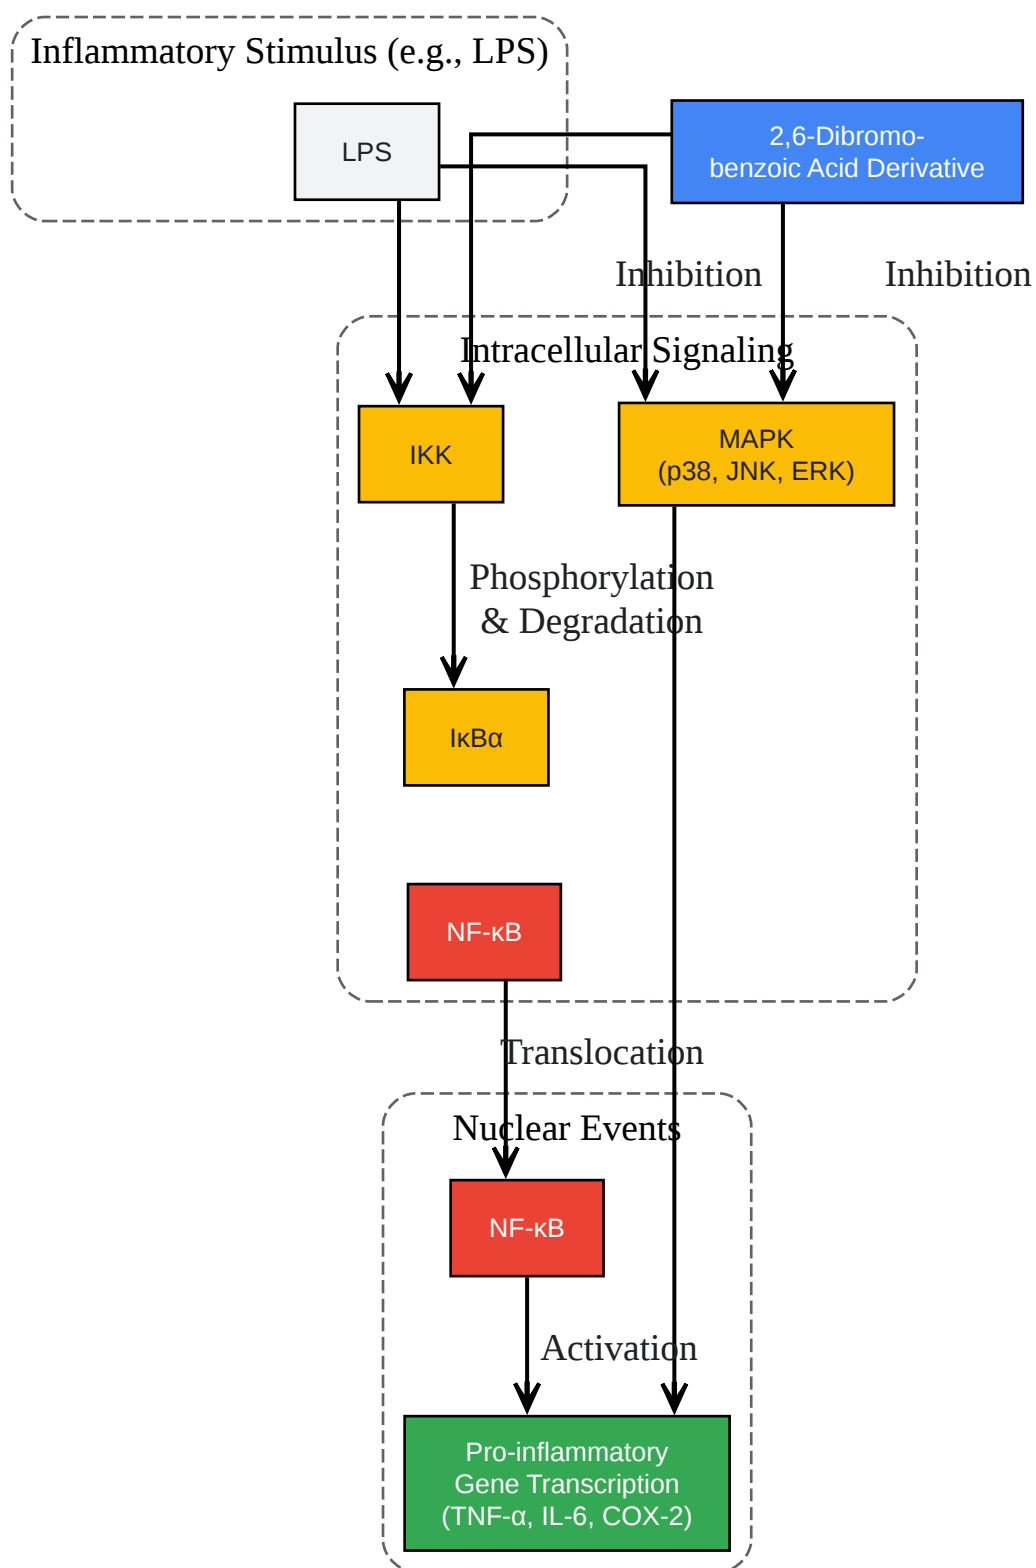 Inflammatory Stimulus (e.g., LPS)
LPS
2,6-Dibromo-
benzoic Acid Derivative
Inhibition
Inhibition
Intracellular Signaling
IKK
MAPK
(p38, JNK, ERK)
Phosphorylation
& Degradation
IκBα
NF-κB
Translocation
Nuclear Events
NF-κB
Activation
Pro-inflammatory
Gene Transcription
(TNF-α, IL-6, COX-2)